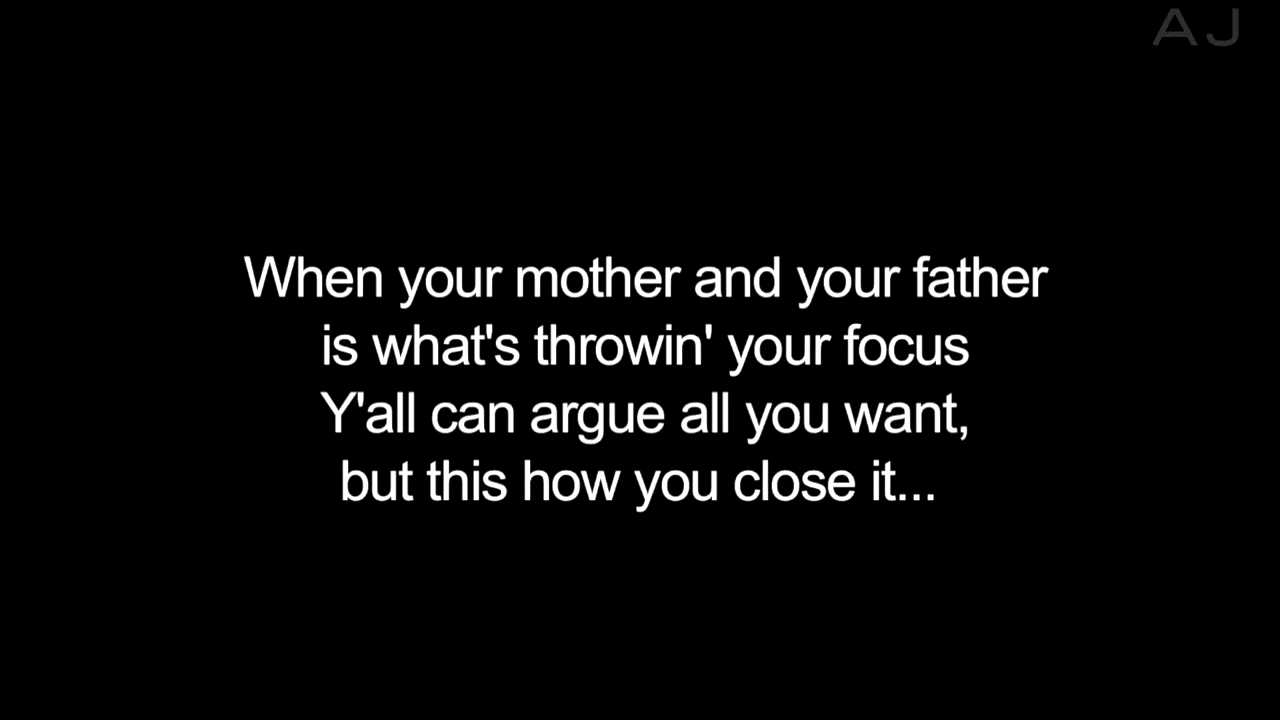 AJ
When your mother and your father
is what's throwin' your focus
Y'all can argue all you want,
but this how you close it...